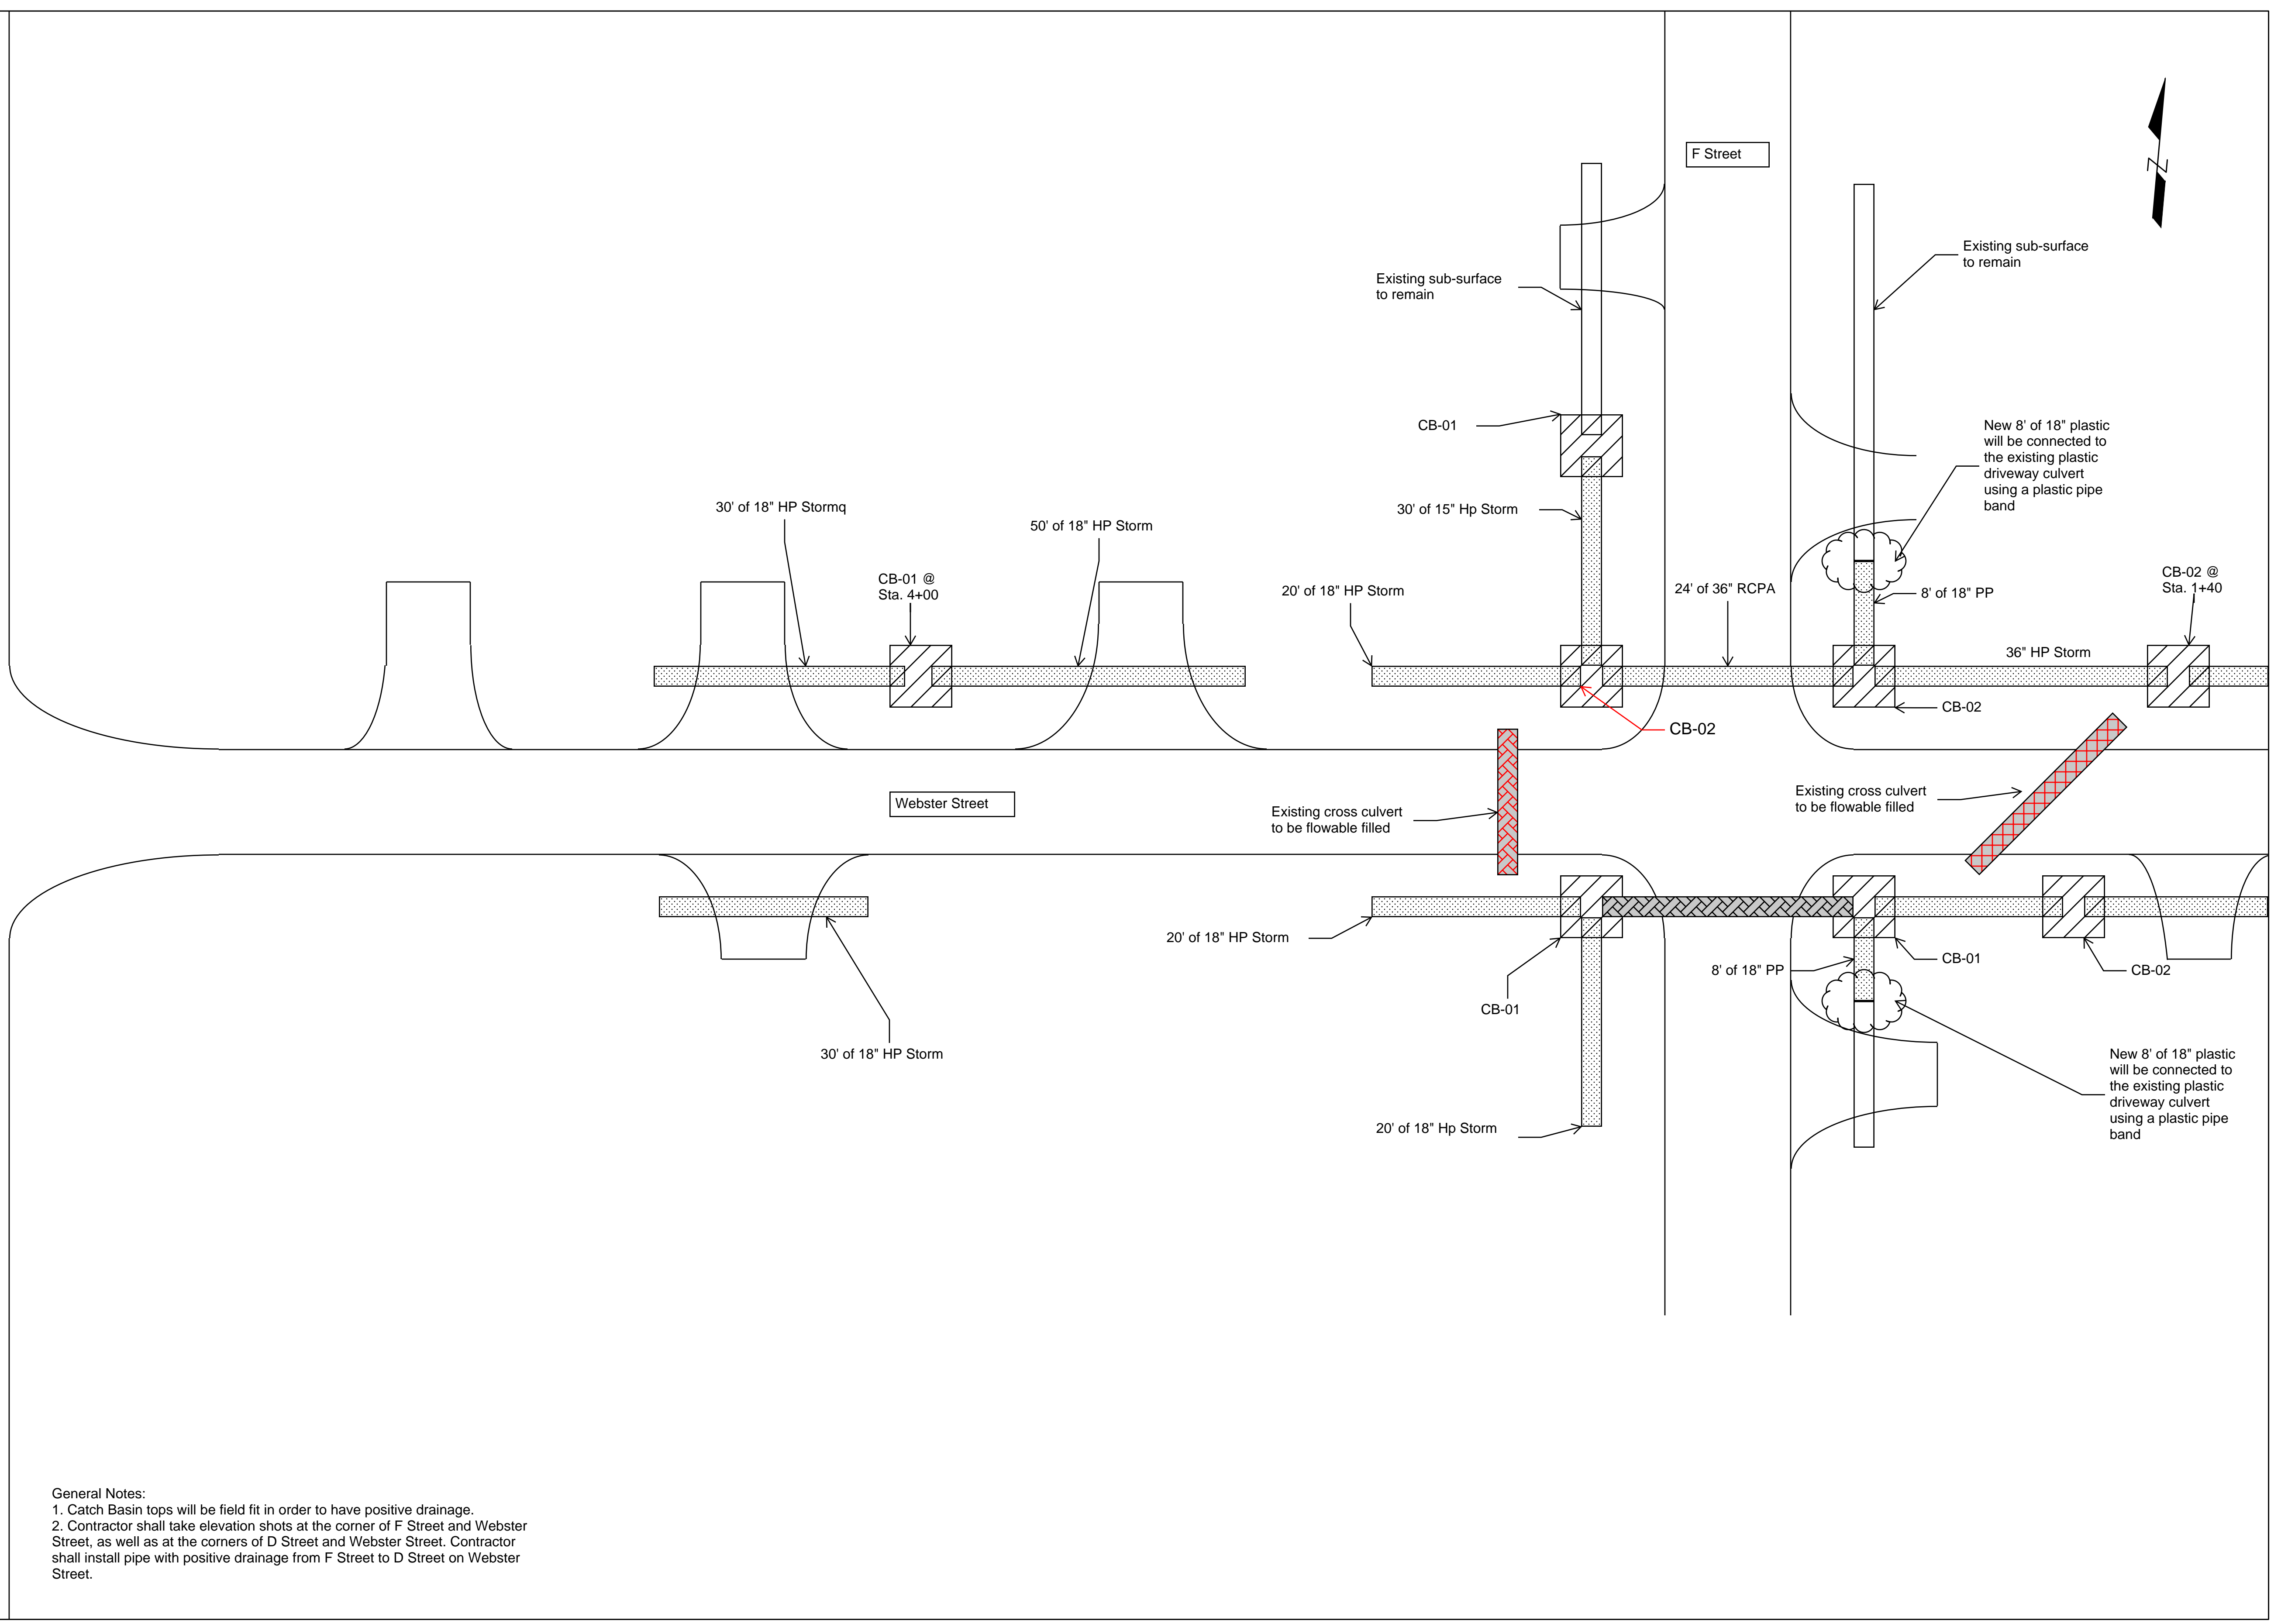 F Street
N
Existing sub-surface
to remain
Existing sub-surface
to remain
CB-01
New 8' of 18" plastic
will be connected to
the existing plastic
driveway culvert
using a plastic pipe
band
30' of 18" HP Stormq
50' of 18" HP Storm
30' of 15" Hp Storm
CB-01 @
Sta. 4+00
20' of 18" HP Storm
24' of 36" RCPA
8' of 18" PP
CB-02 @
Sta. 1+40
36" HP Storm
CB-02
CB-02
Webster Street
Existing cross culvert
to be flowable filled
Existing cross culvert
to be flowable filled
20' of 18" HP Storm
CB-01
8' of 18" PP
CB-01
CB-02
30' of 18" HP Storm
New 8' of 18" plastic
will be connected to
the existing plastic
driveway culvert
using a plastic pipe
band
20' of 18" Hp Storm
General Notes:
1. Catch Basin tops will be field fit in order to have positive drainage.
2. Contractor shall take elevation shots at the corner of F Street and Webster
Street, as well as at the corners of D Street and Webster Street. Contractor
shall install pipe with positive drainage from F Street to D Street on Webster
Street.